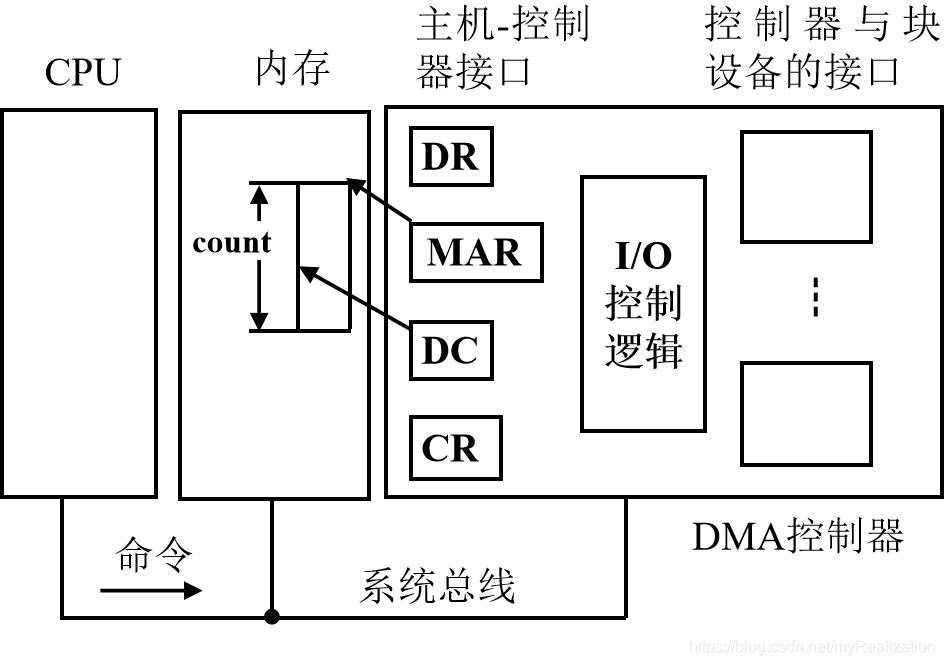 CPU
内存
主机-控制
器接口
控制器与块
设备的接口
DR
MAR
count
DC
CR
I/O
控制
逻辑
DMA控制器
命令
系统总线
https://blog.csdn.net/myRealization